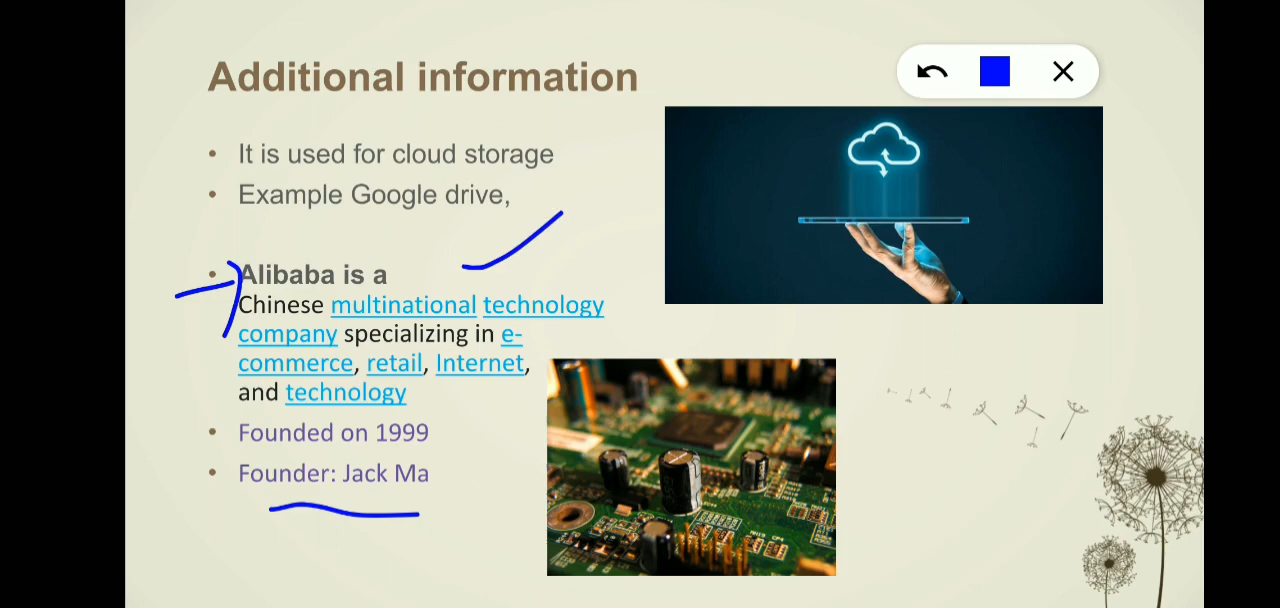 Additional information
• It is used for cloud storage
• Example Google drive,
• Alibaba is a
Chinese multinational technology
company specializing in e-
commerce, retail, Internet,
and technology
• Founded on 1999
• Founder: Jack Ma